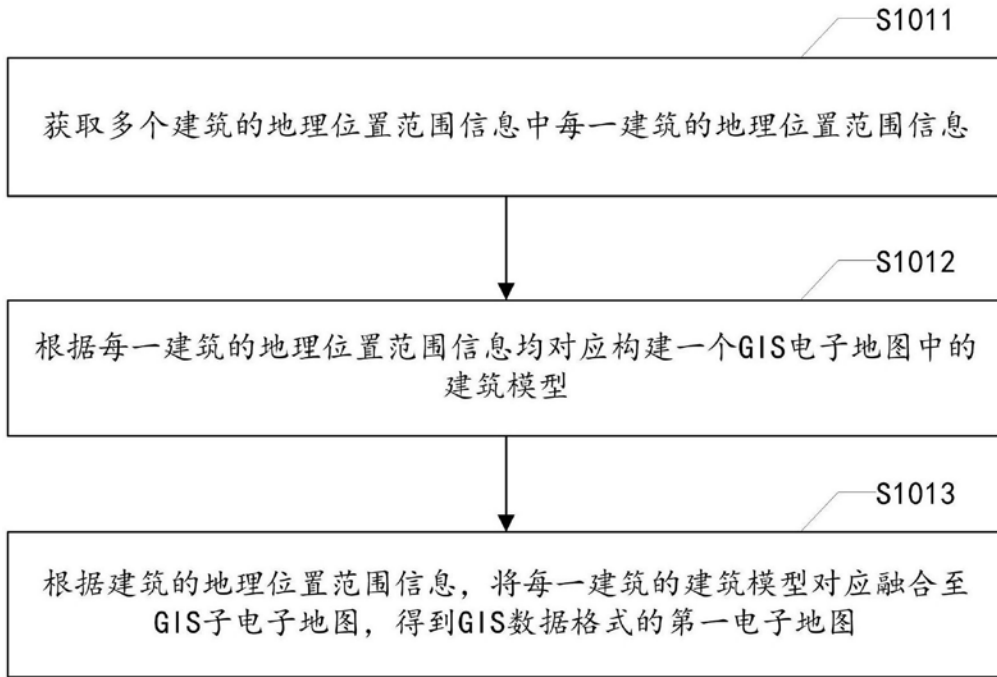 S1011
获取多个建筑的地理位置范围信息中每一建筑的地理位置范围信息
S1012
根据每一建筑的地理位置范围信息均对应构建一个GIS电子地图中的
建筑模型
S1013
根据建筑的地理位置范围信息，将每一建筑的建筑模型对应融合至
GIS子电子地图，得到GIS数据格式的第一电子地图